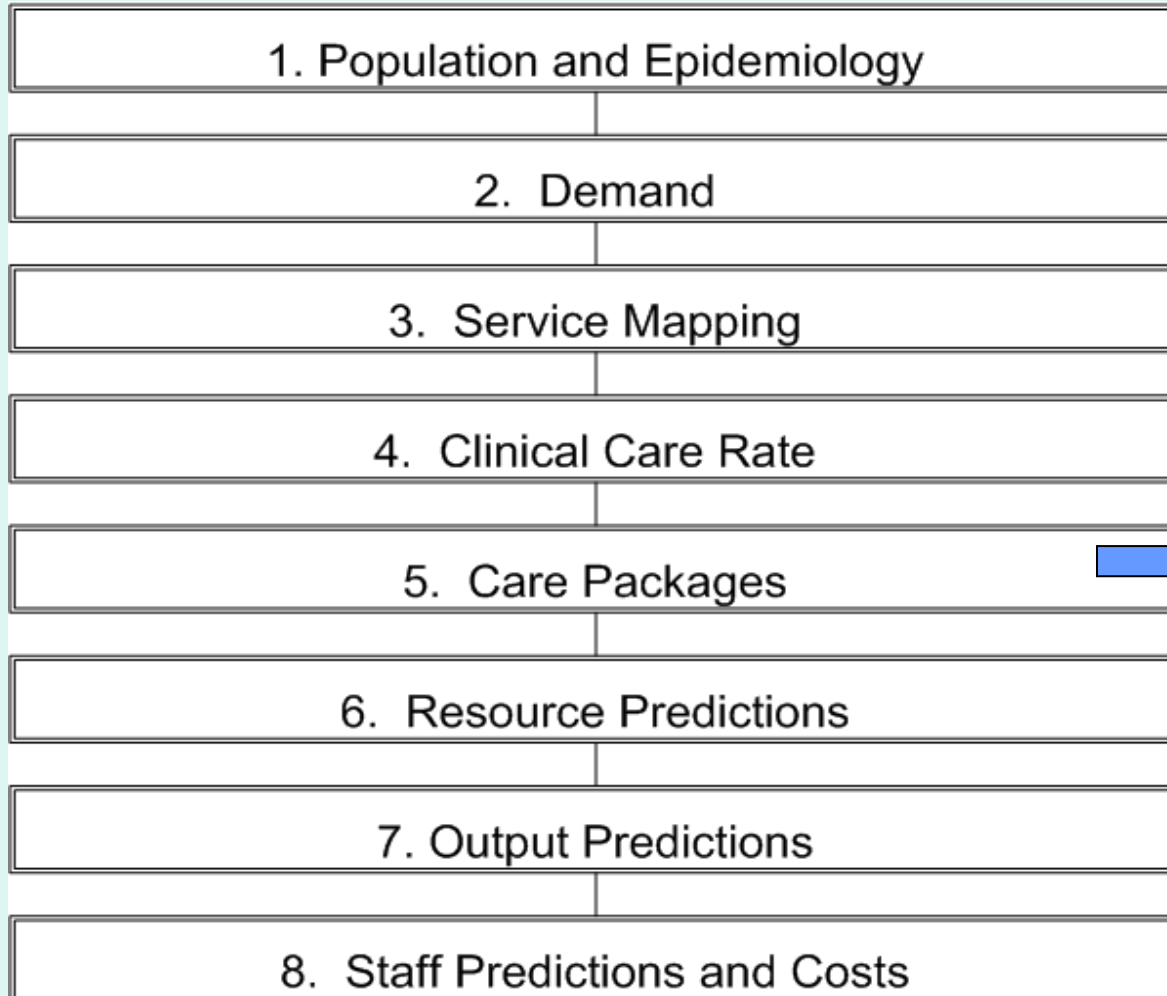 1. Population and Epidemiology
2. Demand
3. Service Mapping
4. Clinical Care Rate
5. Care Packages
6. Resource Predictions
7. Output Predictions
8. Staff Predictions and Costs